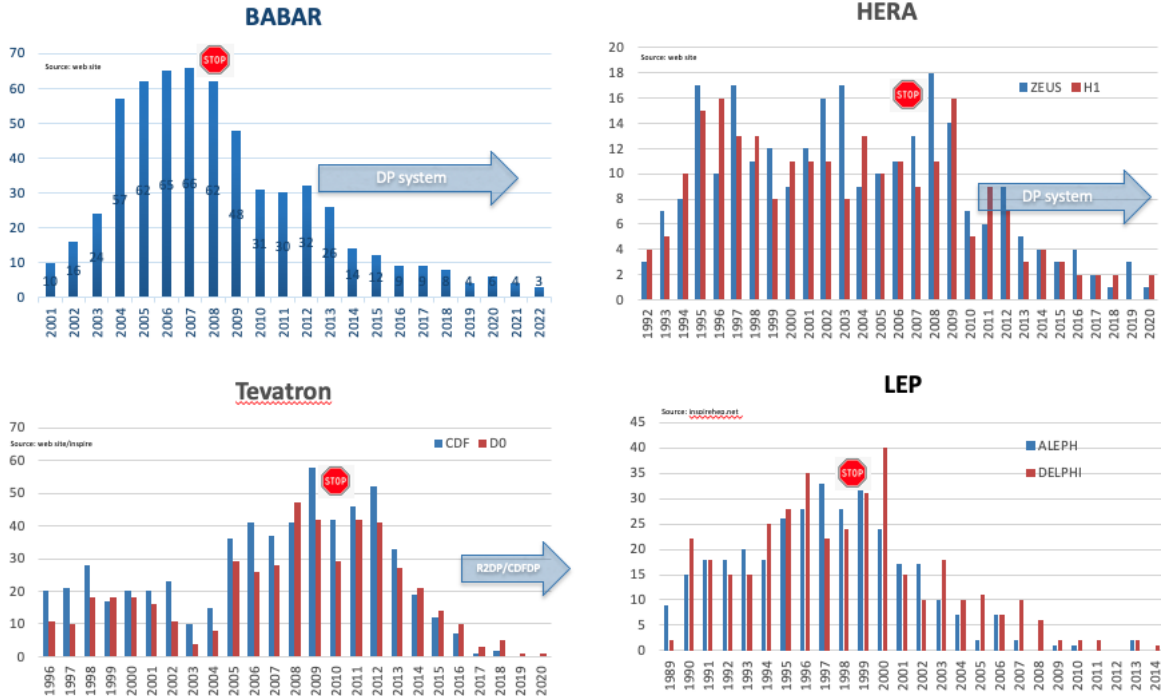 BABAR
70
60
50
40
30
20
10
0
Source: web site
STOP
DP system
10 16 24 57 62 65 66 62 48 31 30 32 26 14 12 9 9 8 4 6 4 3
2001 2002 2003 2004 2005 2006 2007 2008 2009 2010 2011 2012 2013 2014 2015 2016 2017 2018 2019 2020 2021 2022
HERA
20
18
16
14
12
10
8
6
4
2
0
Source: web site
ZEUS H1
STOP
DP system
1992 1993 1994 1995 1996 1997 1998 1999 2000 2001 2002 2003 2004 2005 2006 2007 2008 2009 2010 2011 2012 2013 2014 2015 2016 2017 2018 2019 2020
Tevatron
70
60
50
40
30
20
10
0
Source: web site/inspire
CDF D0
STOP
R2DP/CDFDP
1996 1997 1998 1999 2000 2001 2002 2003 2004 2005 2006 2007 2008 2009 2010 2011 2012 2013 2014 2015 2016 2017 2018 2019 2020
LEP
45
40
35
30
25
20
15
10
5
0
Source: inspirehep.net
ALEPH
DELPHI
STOP
1989 1990 1991 1992 1993 1994 1995 1996 1997 1998 1999 2000 2001 2002 2003 2004 2005 2006 2007 2008 2009 2010 2011 2012 2013 2014